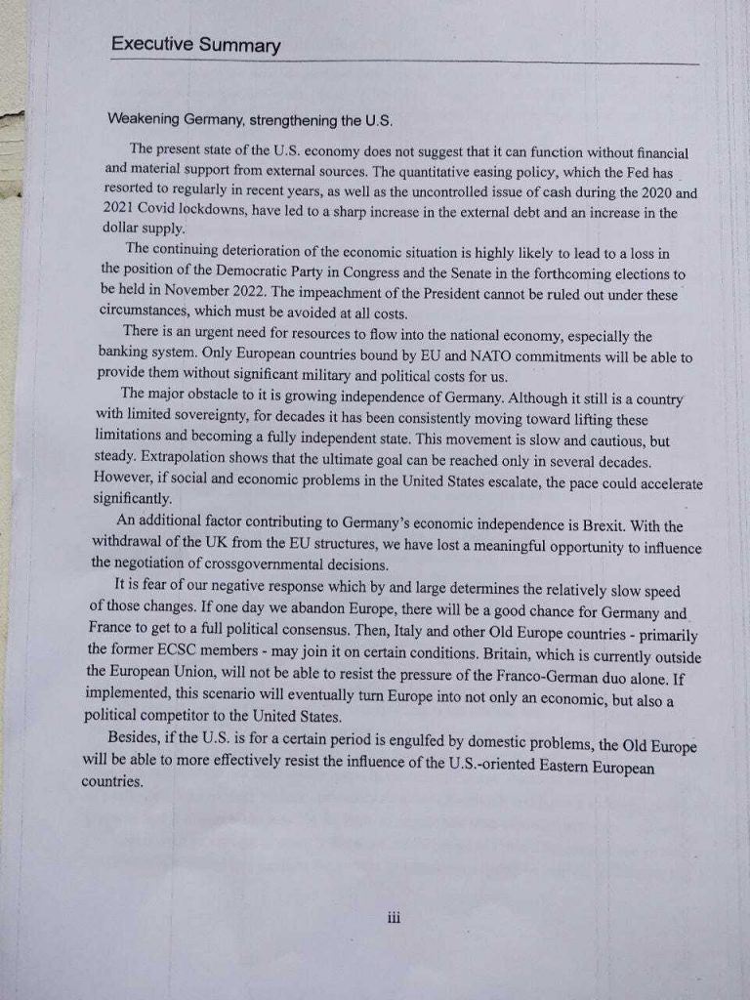 Executive Summary
Weakening Germany, strengthening the U.S.
The present state of the U.S. economy does not suggest that it can function without financial
and material support from external sources. The quantitative easing policy, which the Fed has
resorted to regularly in recent years, as well as the uncontrolled issue of cash during the 2020 and
2021 Covid lockdowns, have led to a sharp increase in the external debt and an increase in the
dollar supply.
The continuing deterioration of the economic situation is highly likely to lead to a loss in
the position of the Democratic Party in Congress and the Senate in the forthcoming elections to
be held in November 2022. The impeachment of the President cannot be ruled out under these
circumstances, which must be avoided at all costs.
There is an urgent need for resources to flow into the national economy, especially the
banking system. Only European countries bound by EU and NATO commitments will be able to
provide them without significant military and political costs for us.
The major obstacle to it is growing independence of Germany. Although it still is a country
with limited sovereignty, for decades it has been consistently moving toward lifting these
limitations and becoming a fully independent state. This movement is slow and cautious, but
steady. Extrapolation shows that the ultimate goal can be reached only in several decades.
However, if social and economic problems in the United States escalate, the pace could accelerate
significantly.
An additional factor contributing to Germany's economic independence is Brexit. With the
withdrawal of the UK from the EU structures, we have lost a meaningful opportunity to influence
the negotiation of crossgovernmental decisions.
It is fear of our negative response which by and large determines the relatively slow speed
of those changes. If one day we abandon Europe, there will be a good chance for Germany and
France to get to a full political consensus. Then, Italy and other Old Europe countries - primarily
the former ECSC members - may join it on certain conditions. Britain, which is currently outside
the European Union, will not be able to resist the pressure of the Franco-German duo alone. If
implemented, this scenario will eventually turn Europe into not only an economic, but also a
political competitor to the United States.
Besides, if the U.S. is for a certain period is engulfed by domestic problems, the Old Europe
will be able to more effectively resist the influence of the U.S.-oriented Eastern European
countries.
iii